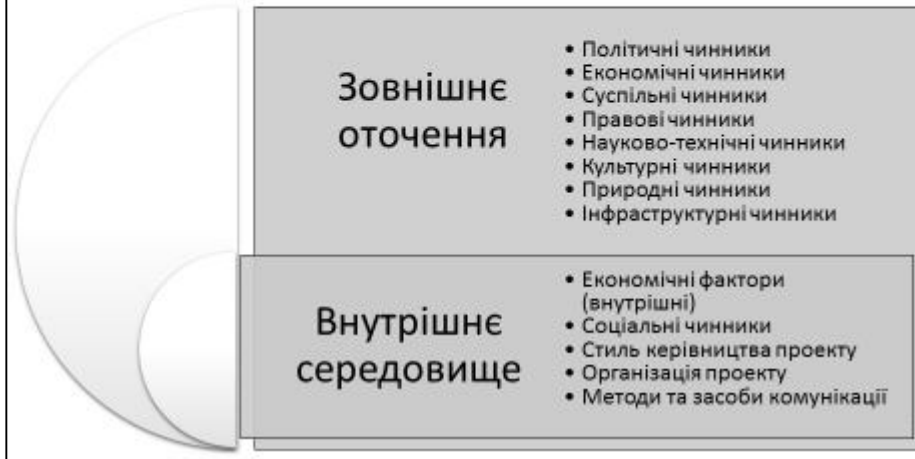 Зовнішнє
оточення
• Політичні чинники
• Економічні чинники
• Суспільні чинники
• Правові чинники
• Науково-технічні чинники
• Культурні чинники
• Природні чинники
• Інфраструктурні чинники
Внутрішнє
середовище
• Економічні фактори
(внутрішні)
• Соціальні чинники
• Стиль керівництва проекту
• Організація проекту
• Методи та засоби комунікації